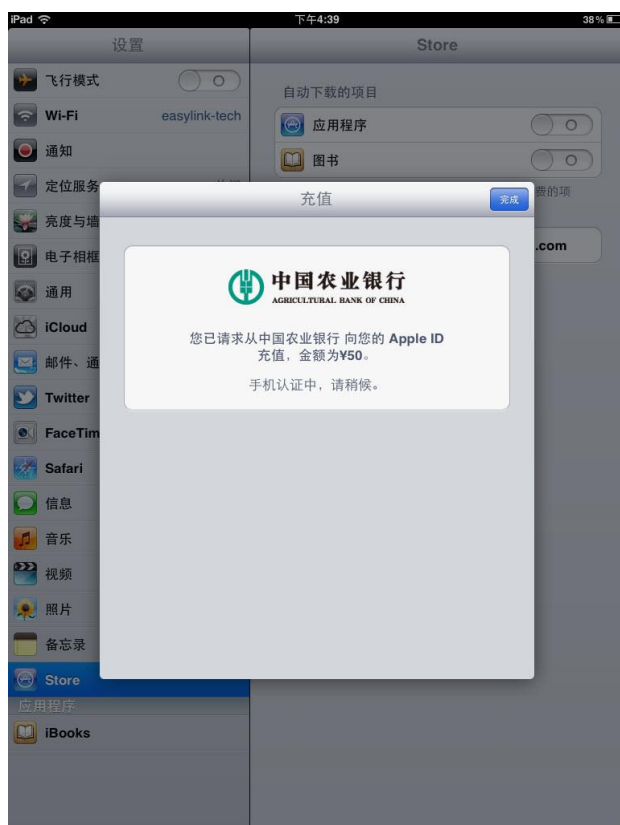 iPad 下午4:39 38%
设置 Store
飞行模式
自动下载的项目
Wi-Fi easylink-tech
应用程序
通知
图书
定位服务
费的项
充值 完成
亮度与墙
.com
电子相框
中国农业银行
AGRICULTURAL BANK OF CHINA
通用
iCloud
您已请求从中国农业银行 向您的 Apple ID
充值，金额为¥50。
邮件、通
手机认证中，请稍候。
Twitter
FaceTim
Safari
信息
音乐
视频
照片
备忘录
Store
应用程序
iBooks